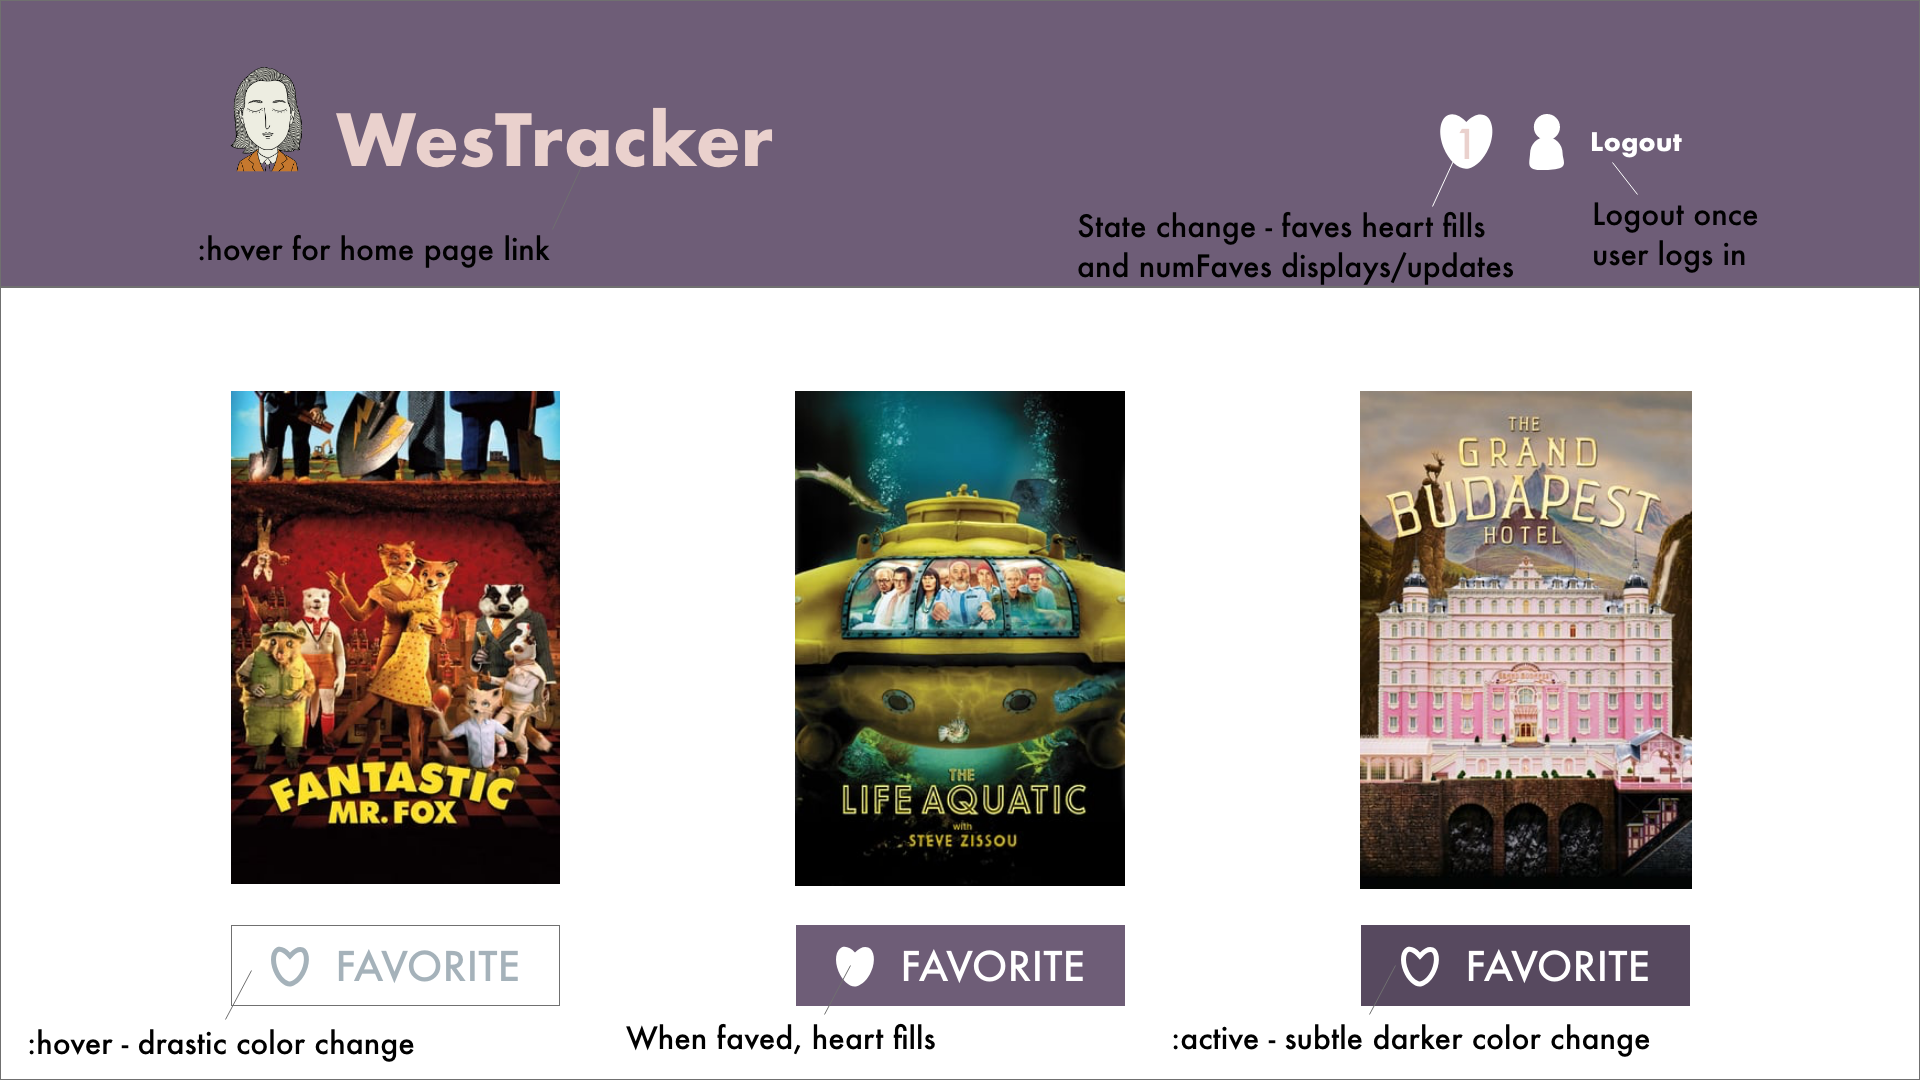 WesTracker
1
Logout
:hover for home page link
State change - faves heart fills
and numFaves displays/updates
Logout once
user logs in
FANTASTIC
MR. FOX
THE
LIFE AQUATIC
with
STEVE ZISSOU
THE
GRAND
BUDAPEST
HOTEL
GRAND BUDAPEST
FAVORITE
FAVORITE
FAVORITE
:hover - drastic color change
When faved, heart fills
:active - subtle darker color change